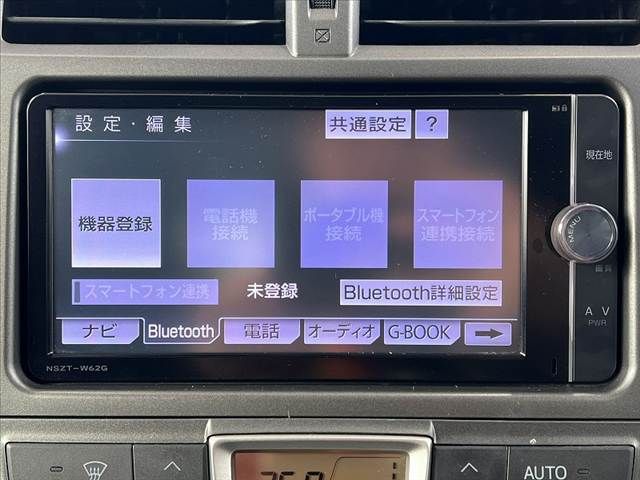 設定・編集
共通設定
?
機器登録
電話機
接続
ポータブル機
接続
スマートフォン
連携接続
スマートフォン連携
未登録
Bluetooth詳細設定
ナビ
Bluetooth
電話
オーディオ
G-BOOK
現在地
MENU
画質
AV
PWR
NSZT-W62G
AUTO